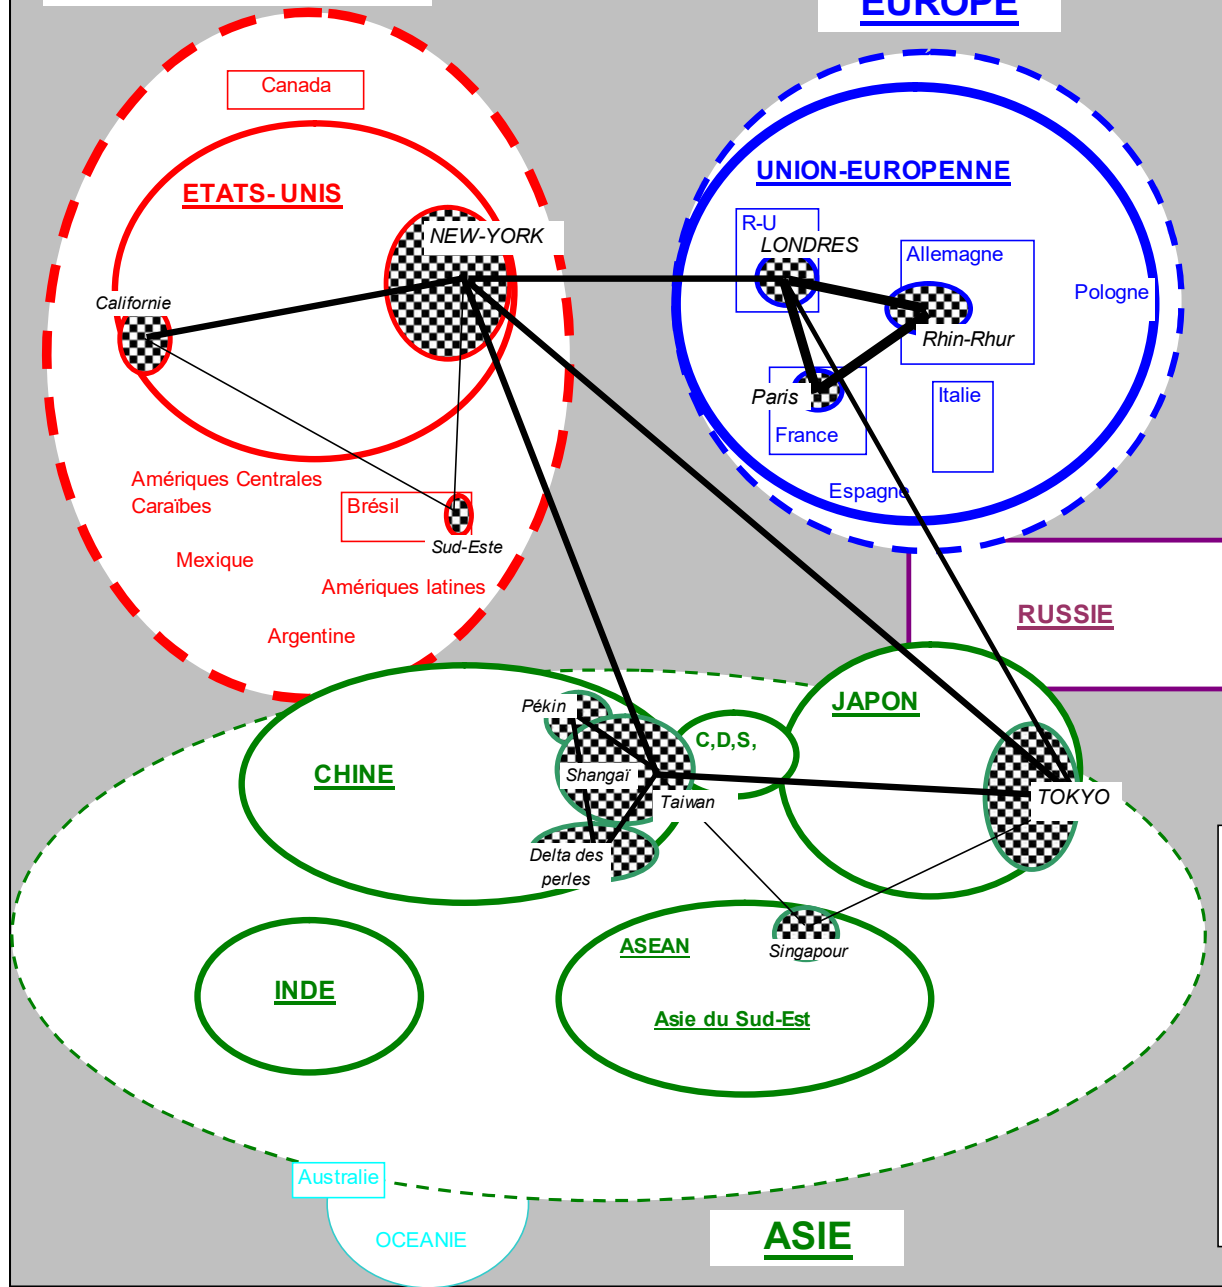 EUROPE
Canada
ETATS- UNIS
NEW-YORK
Californie
Amériques Centrales
Caraïbes
Brésil
Sud-Este
Mexique
Amériques latines
Argentine
UNION-EUROPENNE
R-U
LONDRES
Allemagne
Pologne
Rhin-Rhur
Paris
France
Italie
Espagne
RUSSIE
JAPON
Pékin
C,D,S,
CHINE
Shangaï
Taiwan
TOKYO
Delta des
perles
ASEAN
Singapour
INDE
Asie du Sud-Est
Australie
OCEANIE
ASIE